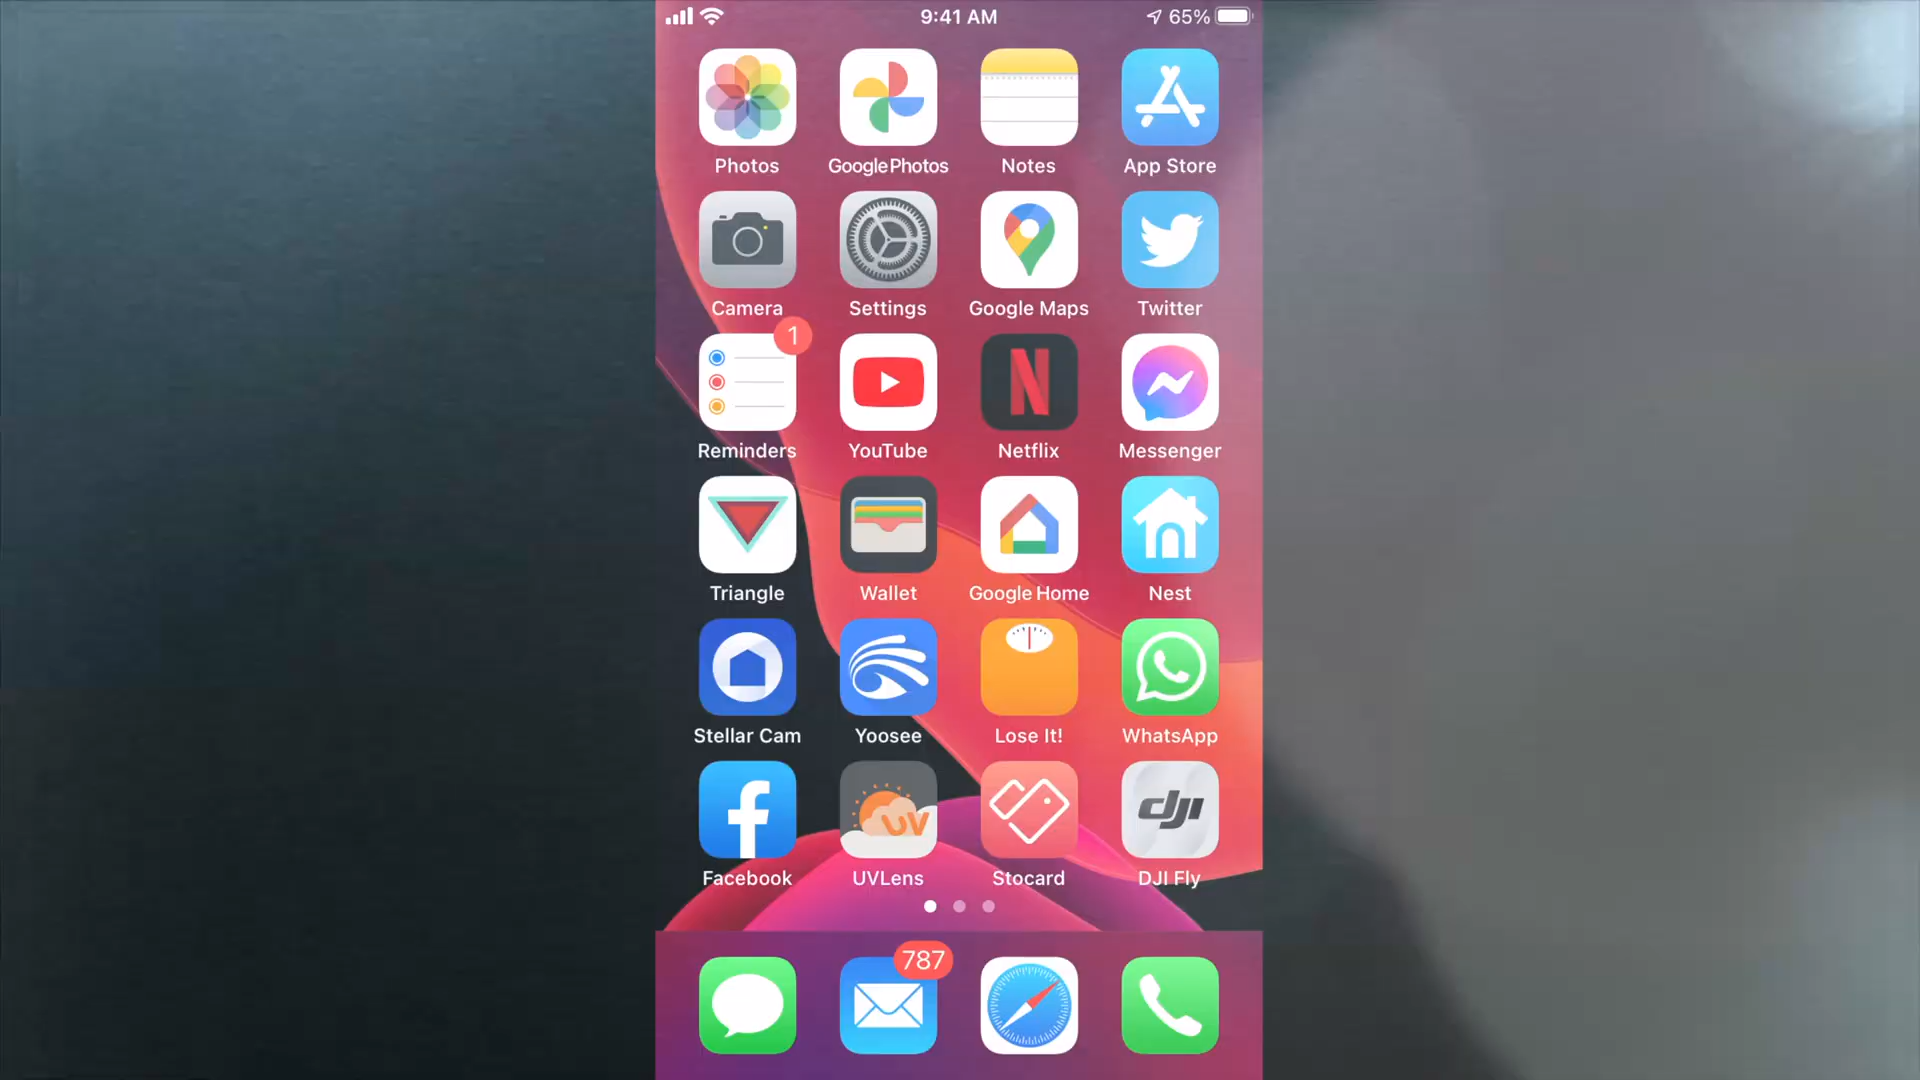 9:41 AM 65%
Photos Google Photos Notes App Store
Camera Settings Google Maps Twitter
1
N
Reminders YouTube Netflix Messenger
Triangle Wallet Google Home Nest
Stellar Cam Yoosee Lose It! WhatsApp
f UV dji
Facebook UVLens Stocard DJI Fly
787